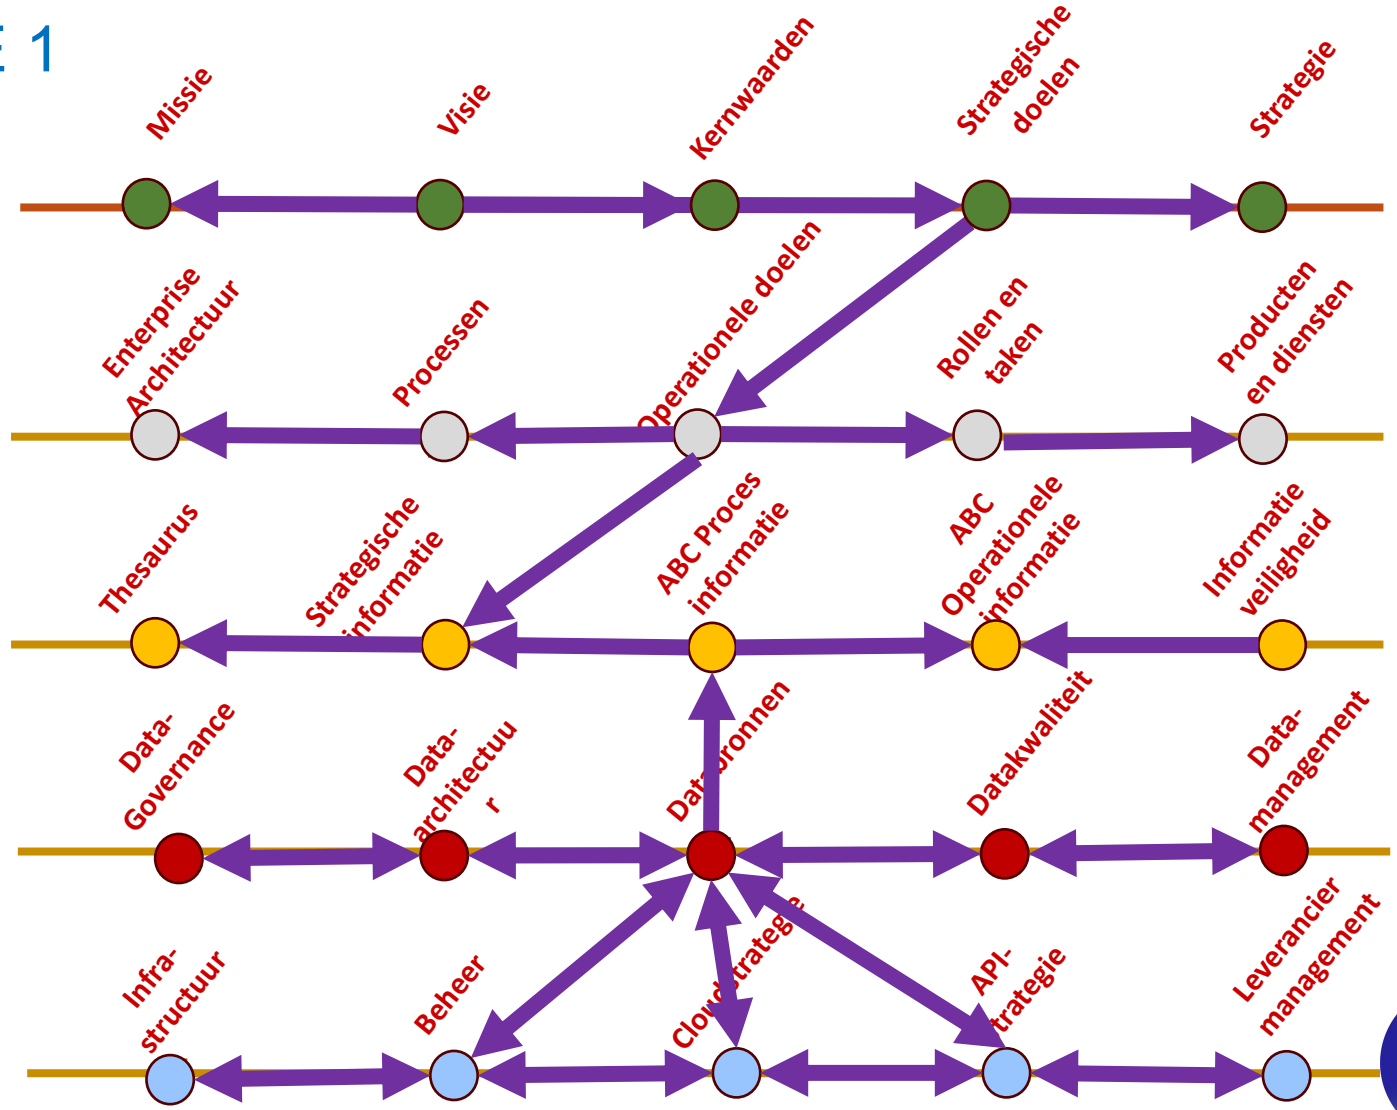 E 1
Missie
Visie
Kernwaarden
Strategische
doelen
Strategie
Enterprise
Architectuur
Processen
Operationele doelen
Rollen en
taken
Producten
en diensten
Thesaurus
Strategische
informatie
ABC Proces
informatie
ABC
Operationele
informatie
Informatie
veiligheid
Data-
Governance
Data-
architectuu
r
Databronnen
Datakwaliteit
Data-
management
Infra-
structuur
Beheer
Cloudstrategie
API-
strategie
Leverancier
management